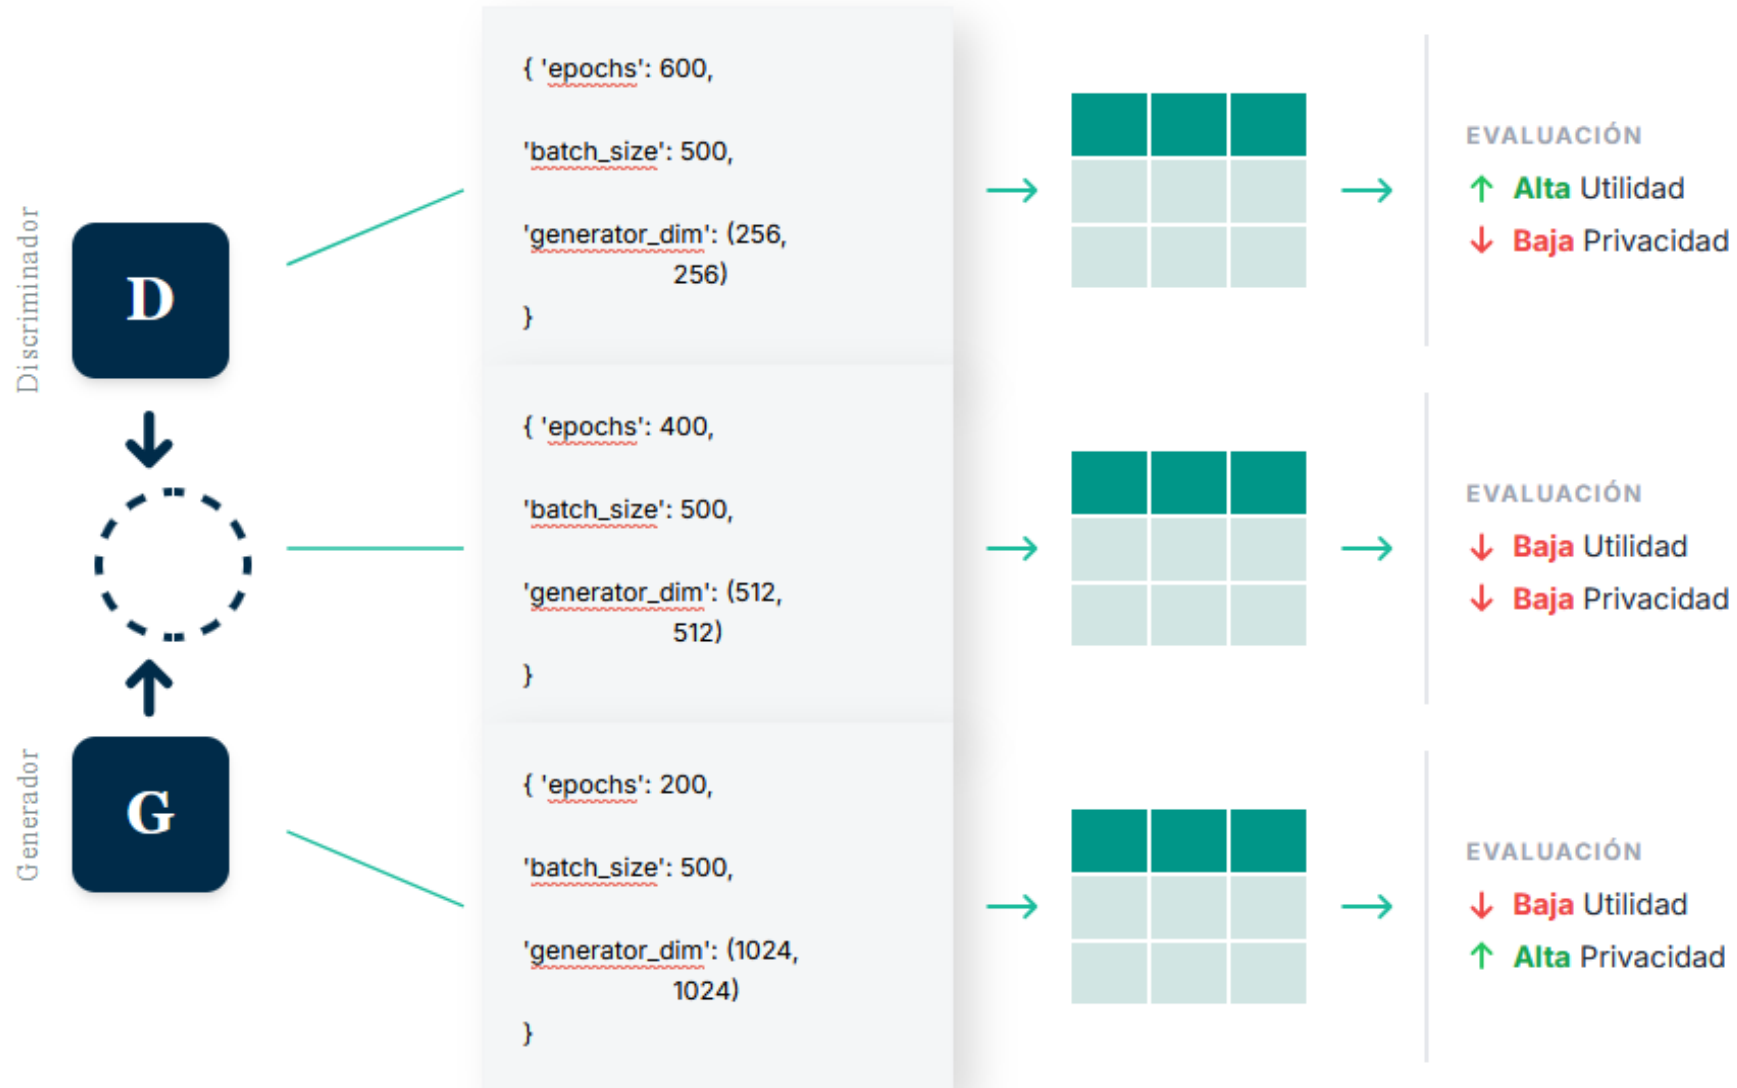 Discriminador
D
G
Generador
{ 'epochs': 600,
'batch_size': 500,
'generator_dim': (256,
256)
}
EVALUACIÓN
↑ Alta Utilidad
↓ Baja Privacidad
{ 'epochs': 400,
'batch_size': 500,
'generator_dim': (512,
512)
}
EVALUACIÓN
↓ Baja Utilidad
↓ Baja Privacidad
{ 'epochs': 200,
'batch_size': 500,
'generator_dim': (1024,
1024)
}
EVALUACIÓN
↓ Baja Utilidad
↑ Alta Privacidad